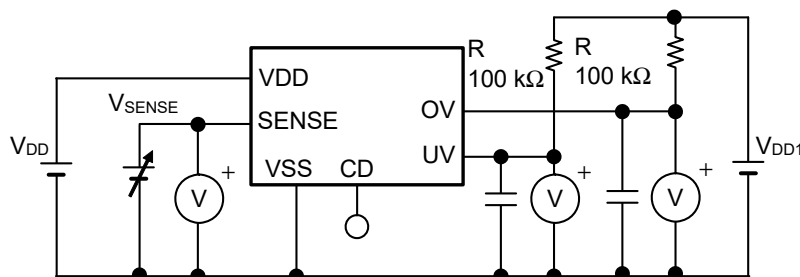 R
100 kΩ
R
100 kΩ
VDD
VSENSE
SENSE
OV
VDD
VDD1
UV
VSS
CD
+
V
+
V
+
V